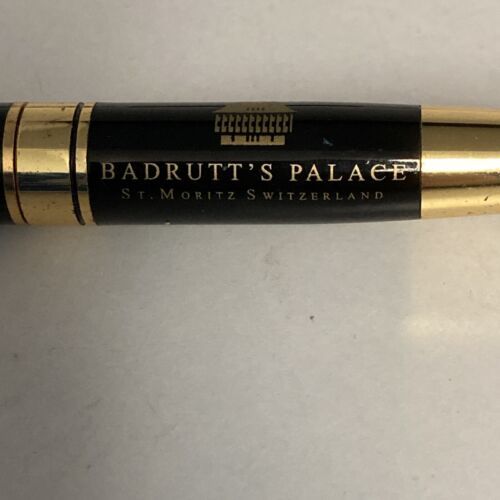 BADRUTT'S PALACE
ST. MORITZ SWITZERLAND